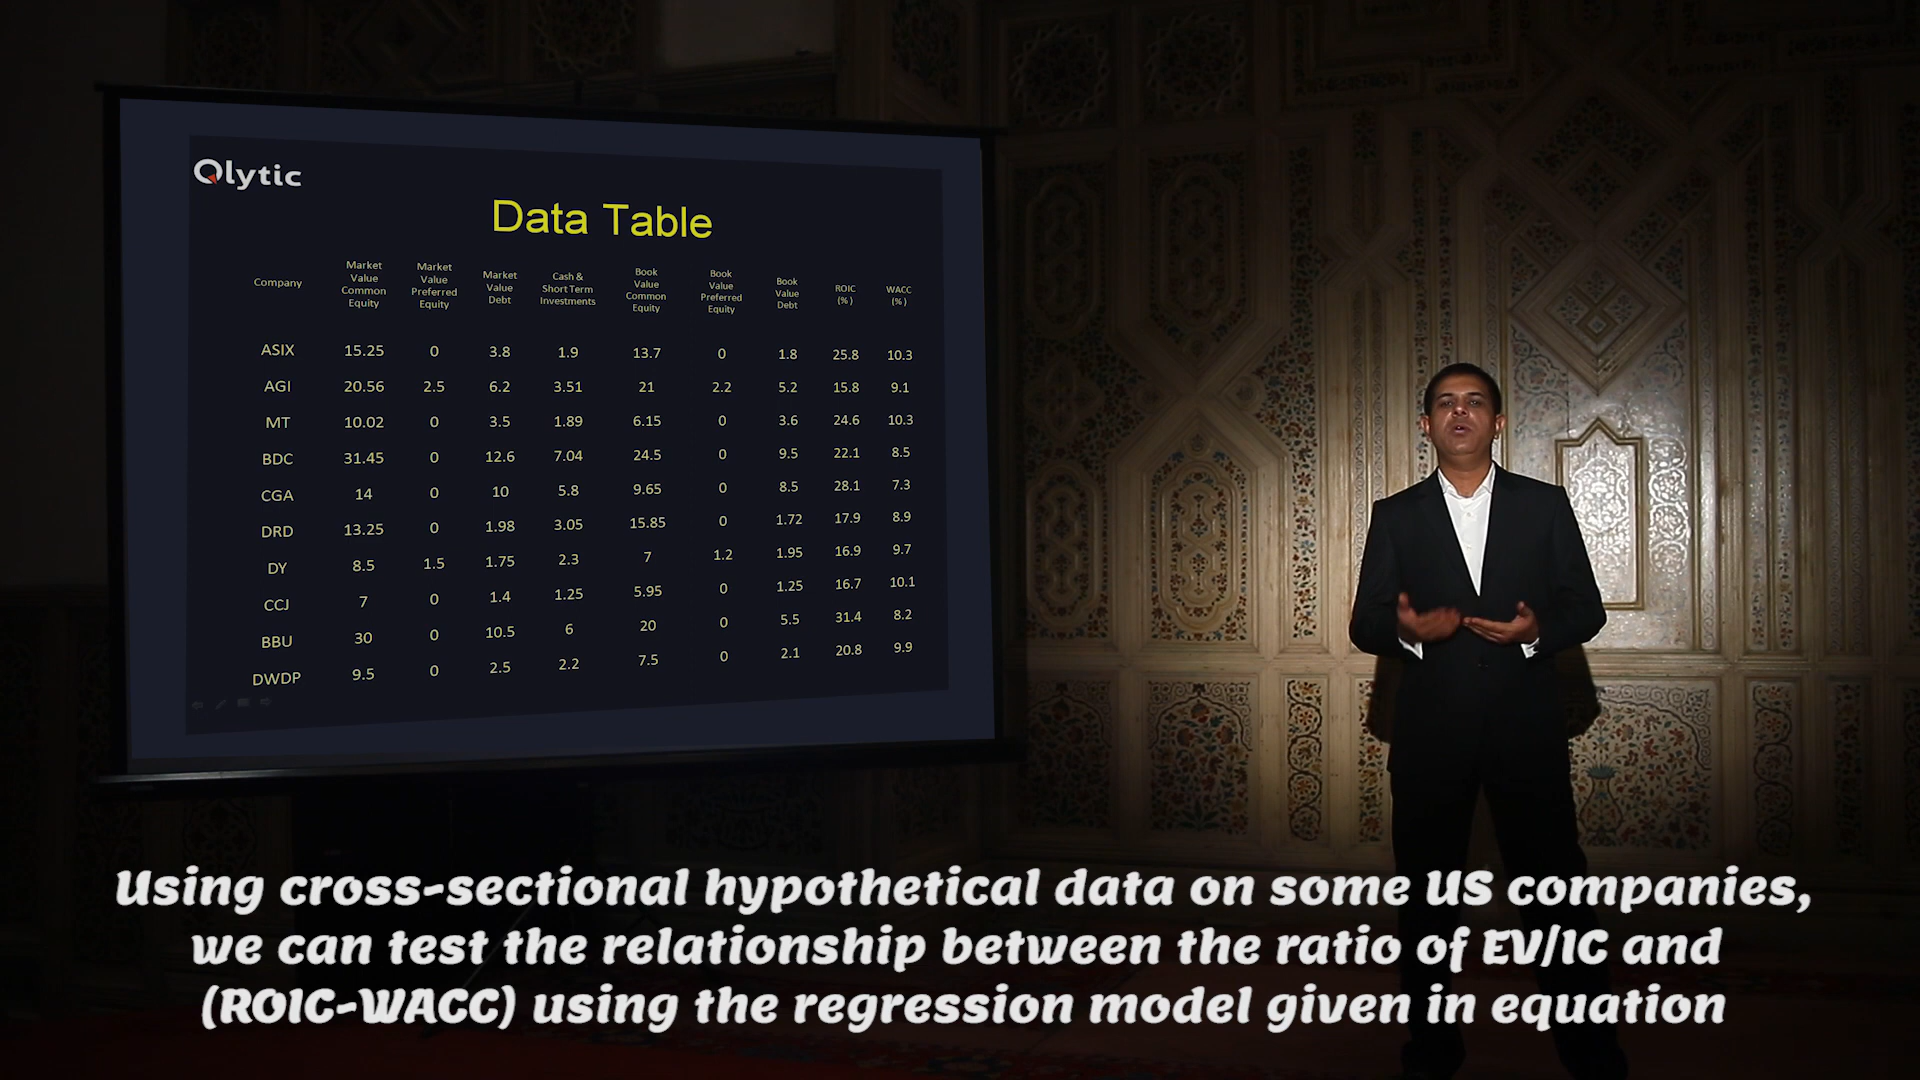 Qlytic
Data Table
Company Market Value Common Equity Market Value Preferred Equity Market Value Debt Cash & Short Term Investments Book Value Common Equity Book Value Preferred Equity Book Value Debt ROIC (%) WACC (%)
ASIX 15.25 0 3.8 1.9 13.7 0 1.8 25.8 10.3
AGI 20.56 2.5 6.2 3.51 21 2.2 5.2 15.8 9.1
MT 10.02 0 3.5 1.89 6.15 0 3.6 24.6 10.3
BDC 31.45 0 12.6 7.04 24.5 0 9.5 22.1 8.5
CGA 14 0 10 5.8 9.65 0 8.5 28.1 7.3
DRD 13.25 0 1.98 3.05 15.85 0 1.72 17.9 8.9
DY 8.5 1.5 1.75 2.3 7 1.2 1.95 16.9 9.7
CCJ 7 0 1.4 1.25 5.95 0 1.25 16.7 10.1
BBU 30 0 10.5 6 20 0 5.5 31.4 8.2
DWDP 9.5 0 2.5 2.2 7.5 0 2.1 20.8 9.9
Using cross-sectional hypothetical data on some US companies,
we can test the relationship between the ratio of EV/IC and
(ROIC-WACC) using the regression model given in equation